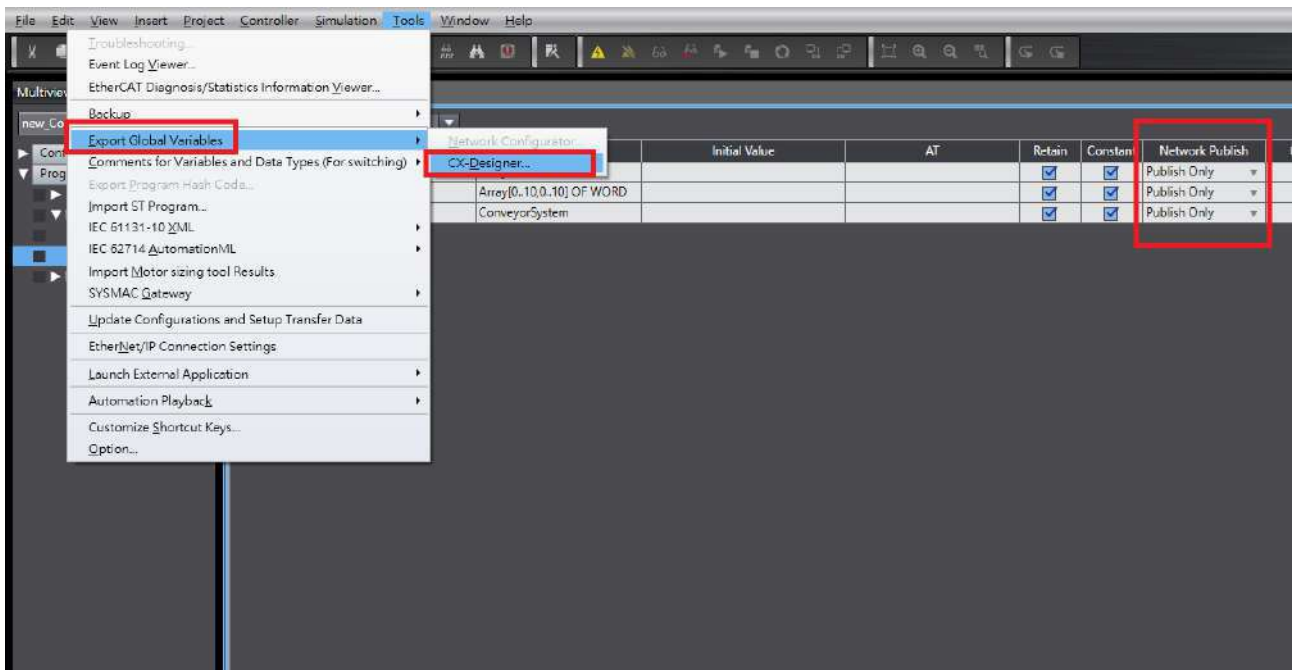 File Edit View Insert Project Controller Simulation Tools Window Help
Troubleshooting...
Event Log Viewer...
EtherCAT Diagnosis/Statistics Information Viewer...
Backup
Export Global Variables
Comments for Variables and Data Types (For switching)
Export Program Hash Code...
Import ST Program...
IEC 61131-10 XML
IEC 62714 AutomationML
Import Motor sizing tool Results
SYSMAC Gateway
Update Configurations and Setup Transfer Data
EtherNet/IP Connection Settings
Launch External Application
Automation Playback
Customize Shortcut Keys...
Option...
Network Configurator...
CX-Designer...
Multiview
new_Co
Conf
Prog
Initial Value AT Retain Constant Network Publish
Publish Only
Array[0..10,0..10] OF WORD Publish Only
ConveyorSystem Publish Only